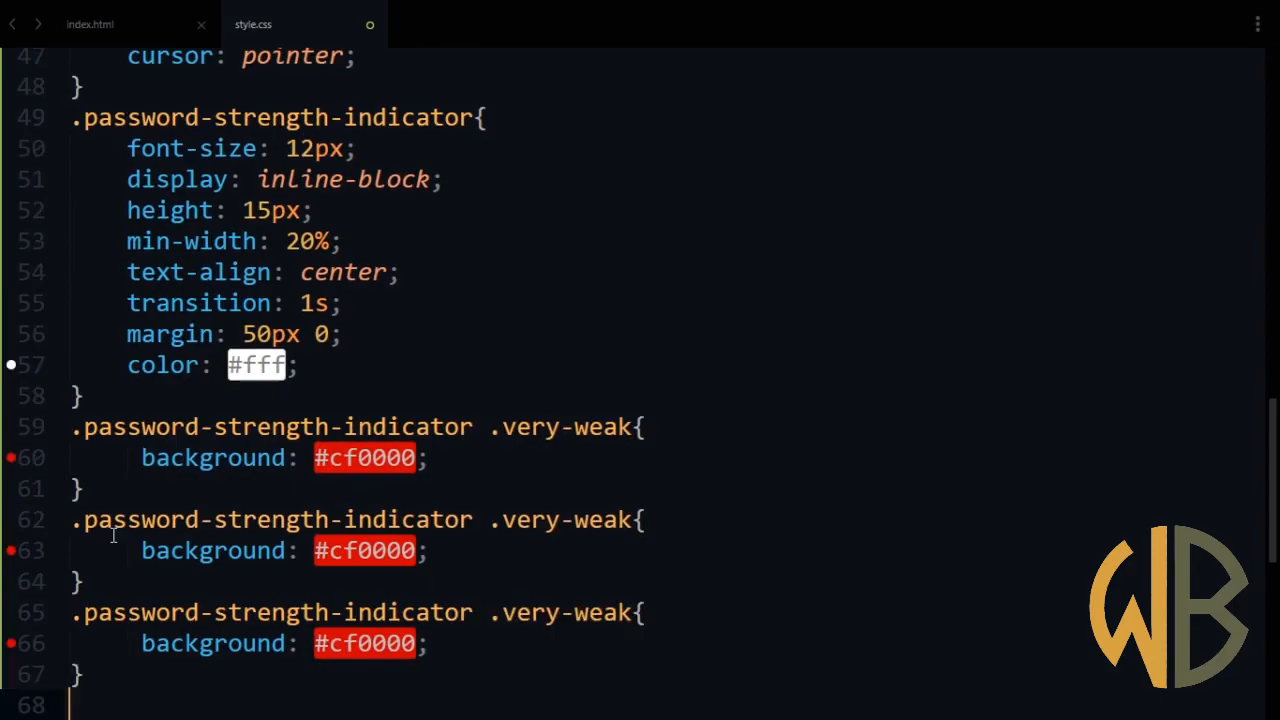 index.html
style.css
47 cursor: pointer;
48 }
49 .password-strength-indicator{
50 font-size: 12px;
51 display: inline-block;
52 height: 15px;
53 min-width: 20%;
54 text-align: center;
55 transition: 1s;
56 margin: 50px 0;
57 color: #fff;
58 }
59 .password-strength-indicator .very-weak{
60 background: #cf0000;
61 }
62 .password-strength-indicator .very-weak{
63 background: #cf0000;
64 }
65 .password-strength-indicator .very-weak{
66 background: #cf0000;
67 }
68
WB